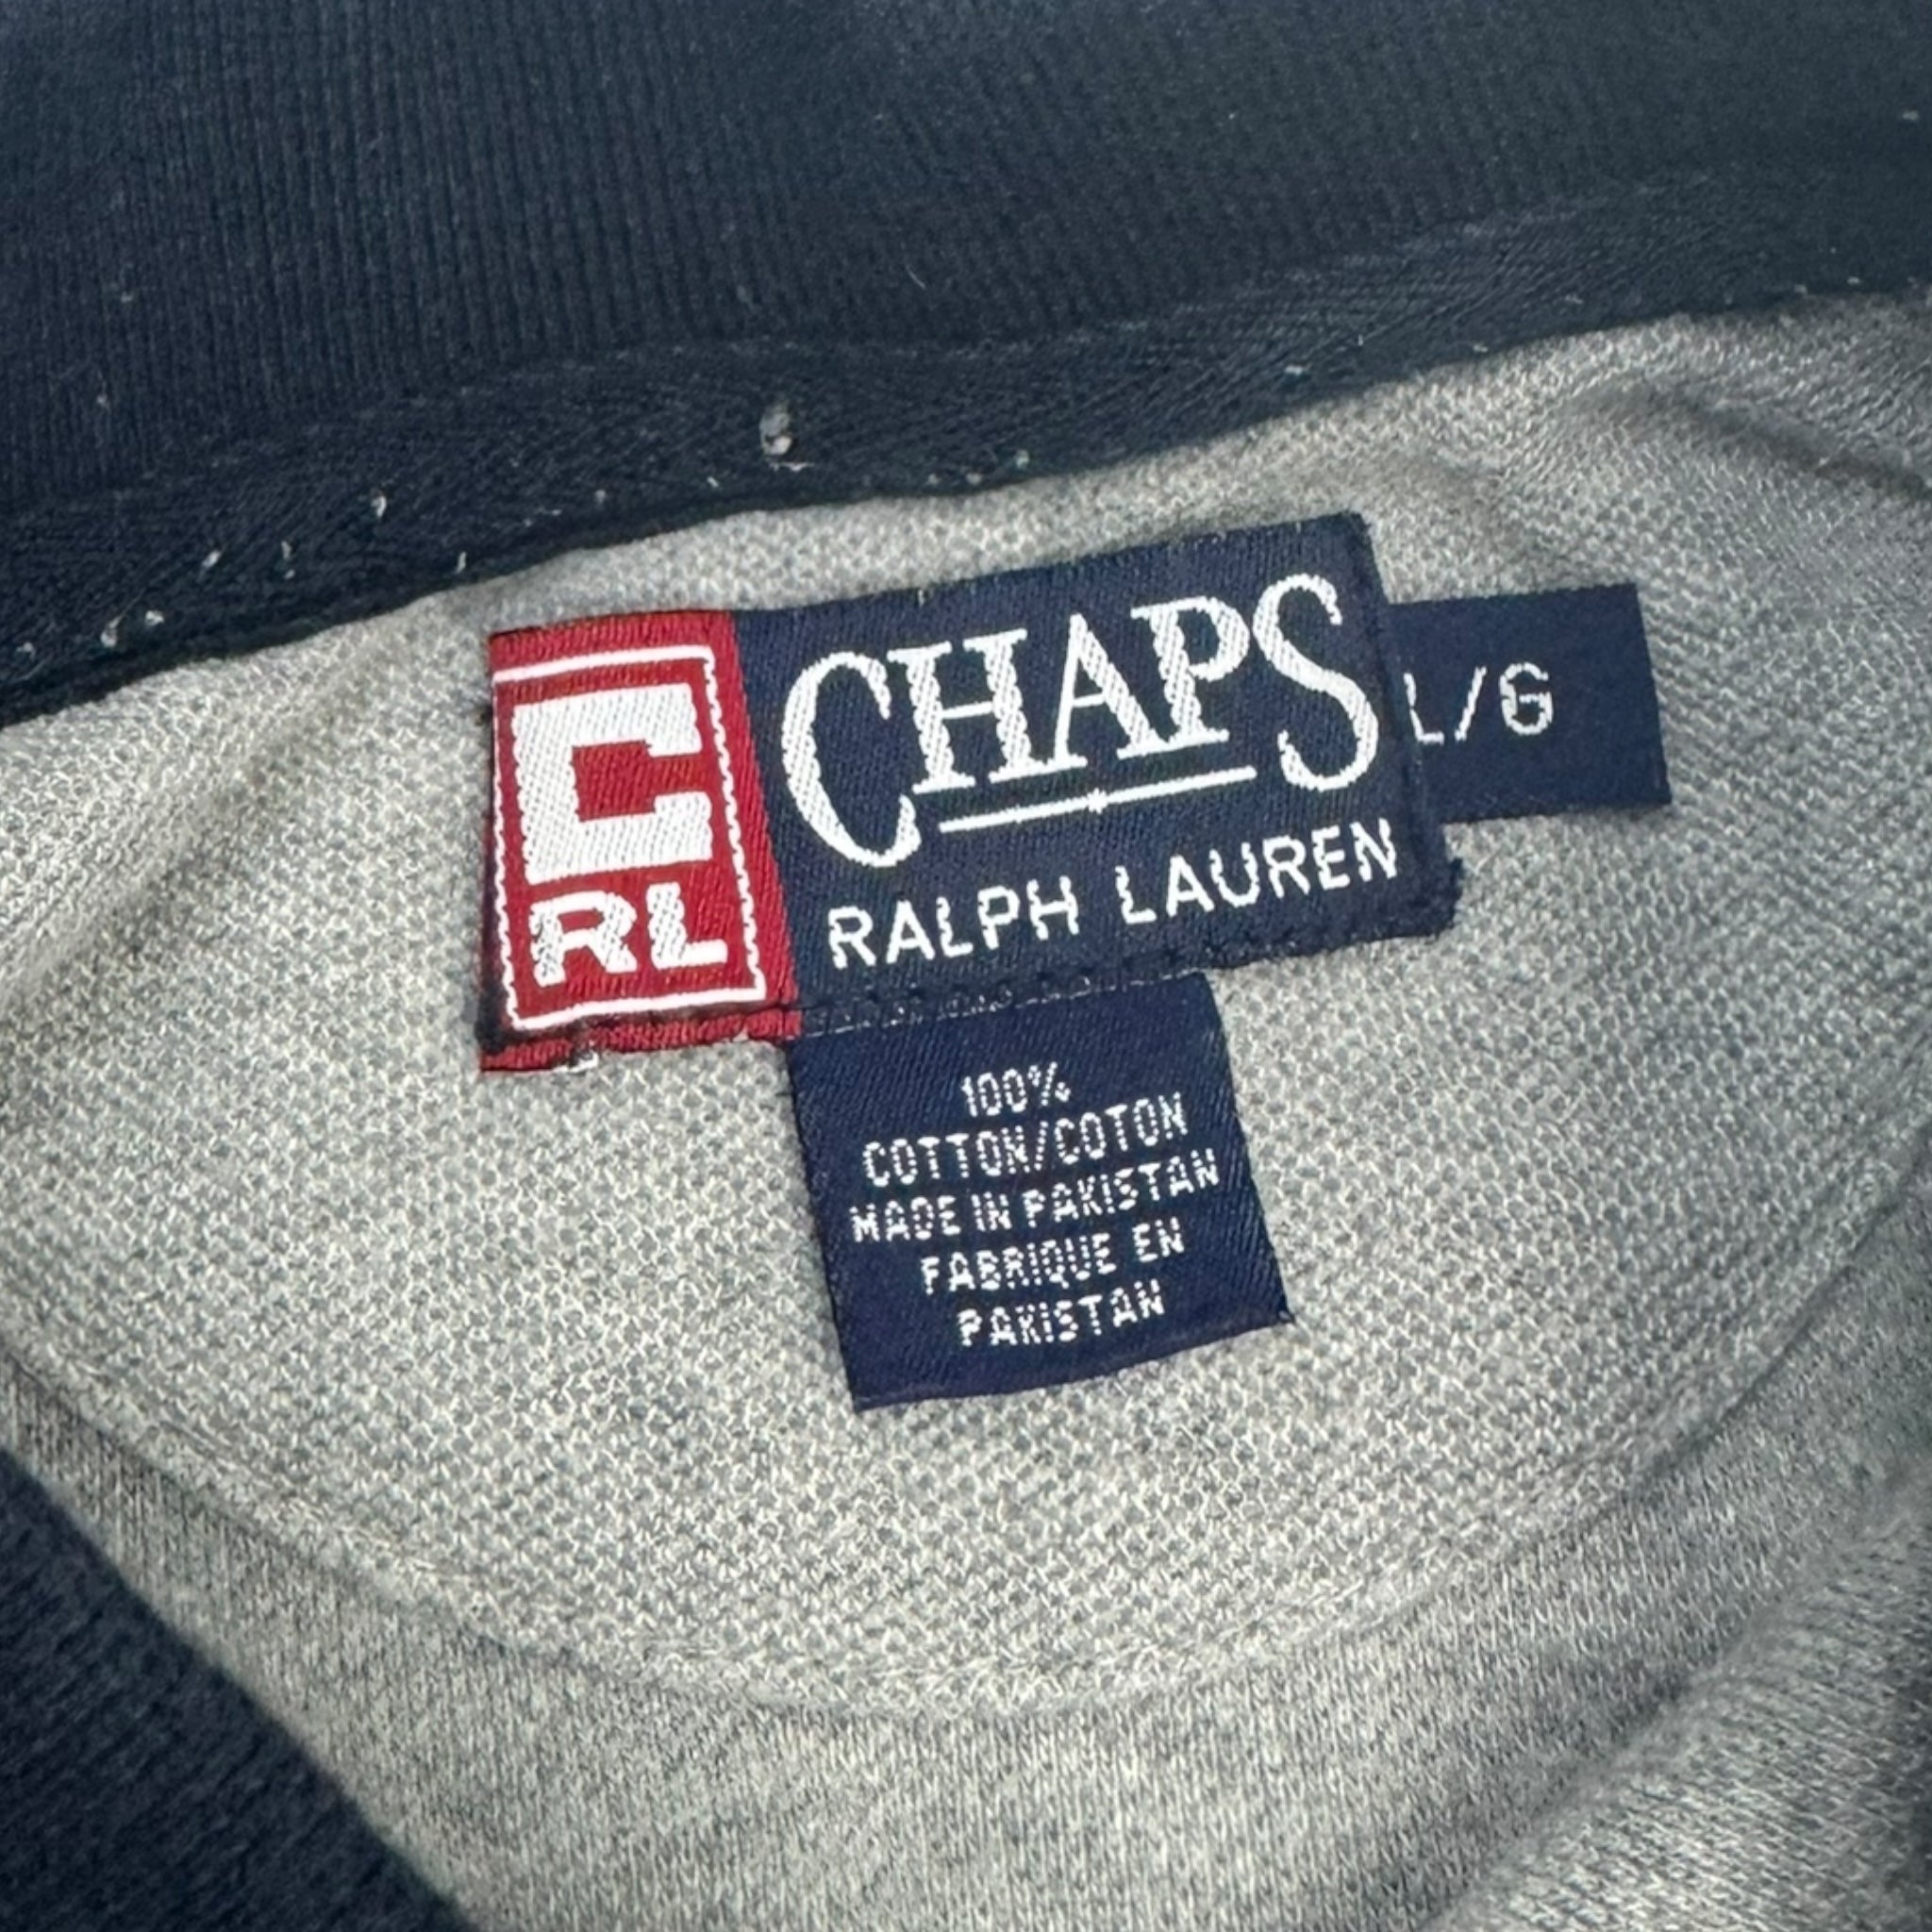 C
RL
CHAPS
RALPH LAUREN
L/G
100%
COTTON/COTON
MADE IN PAKISTAN
FABRIQUE EN
PAKISTAN